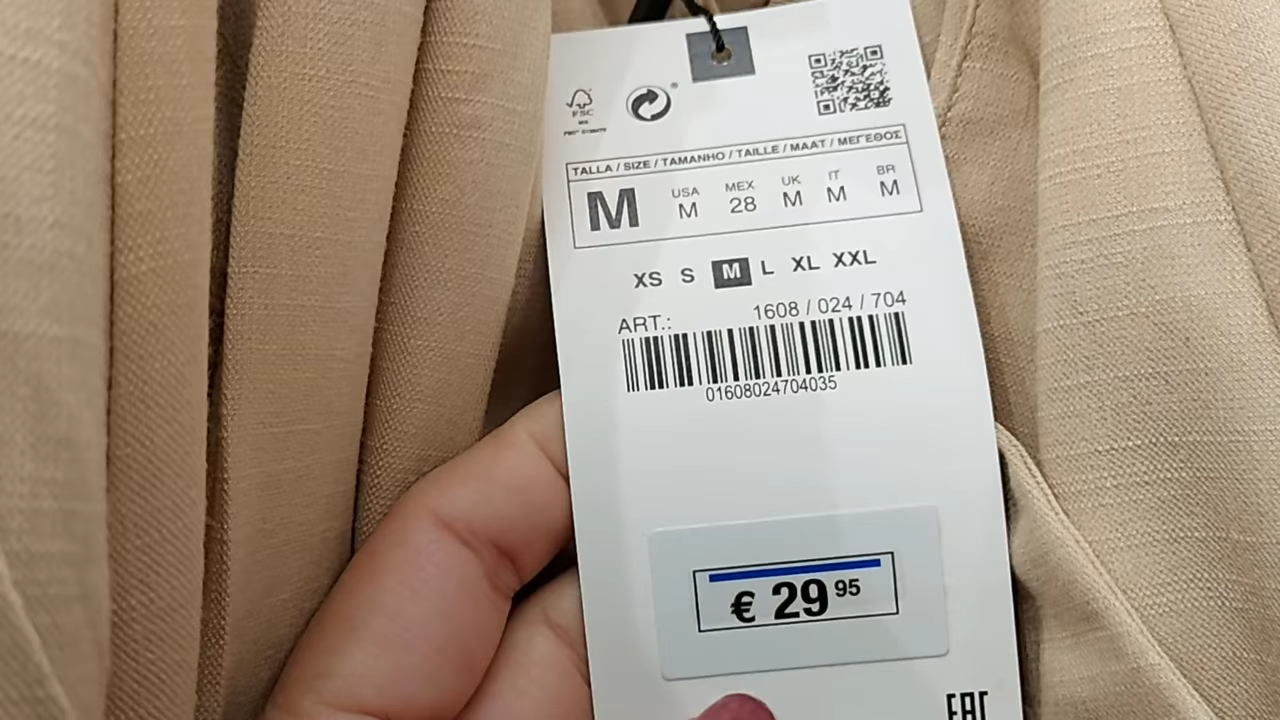 FSC
®
TALLA / SIZE / TAMANHO / TAILLE / MAAT / ΜΕΓΕΘΟΣ
M
USA MEX UK IT BR
M 28 M M M
XS S M L XL XXL
ART.: 1608 / 024 / 704
01608024704035
€ 29 95
EAC